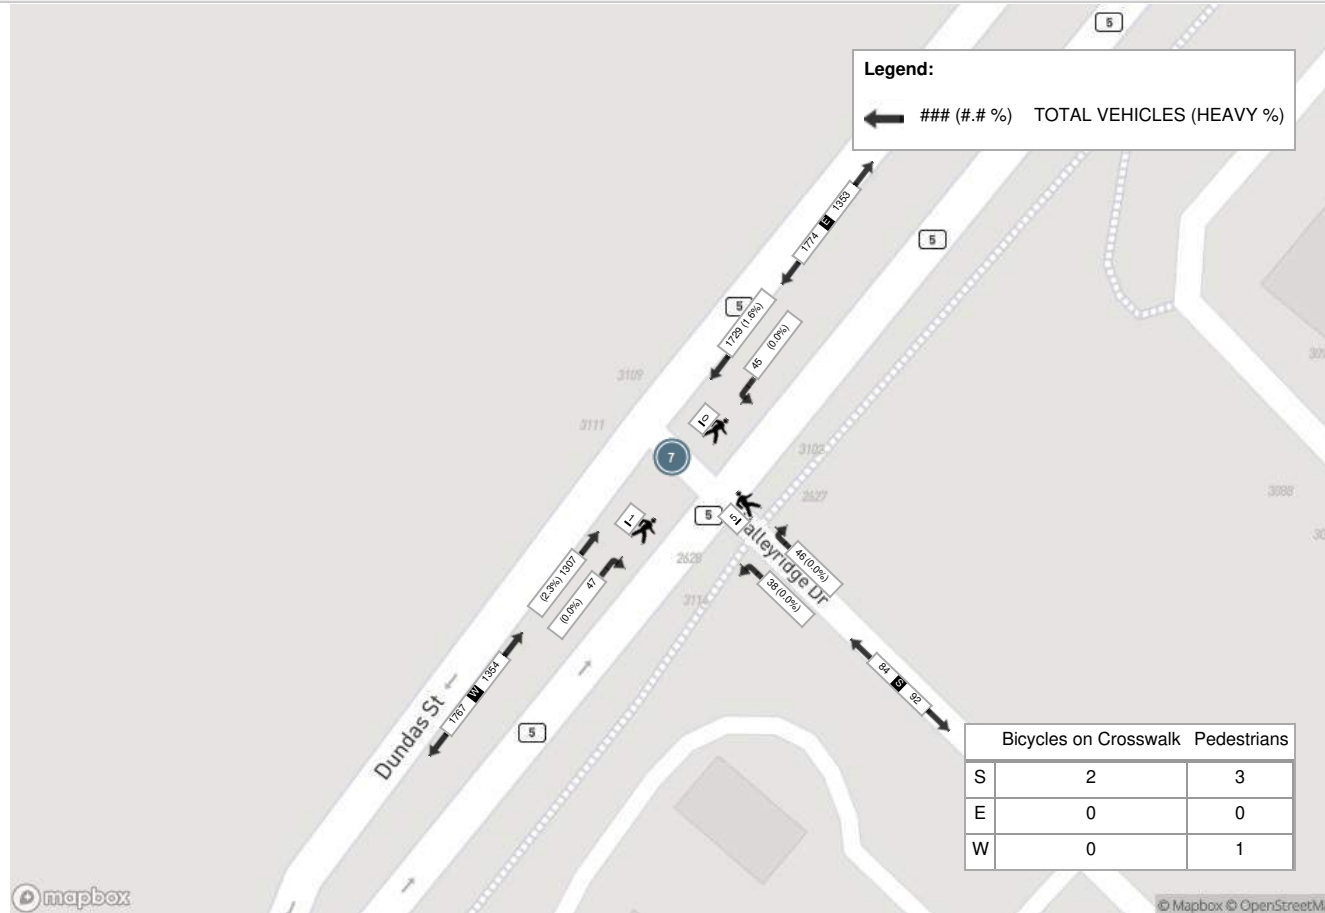 5
Legend:
### (#.# %) TOTAL VEHICLES (HEAVY %)
1774 E 1353
5
5
1729 (1.6%)
45 (0.0%)
3109
0
3111
7
3103
2627
3088
1
5
5
alleyridge Dr
(2.3%) 1307
(0.0%) 47
2628
46 (0.0%)
38 (0.0%)
1767 W 1354
84 S 92
Dundas St
5
Bicycles on Crosswalk Pedestrians
S 2 3
E 0 0
W 0 1
mapbox
© Mapbox © OpenStreetM